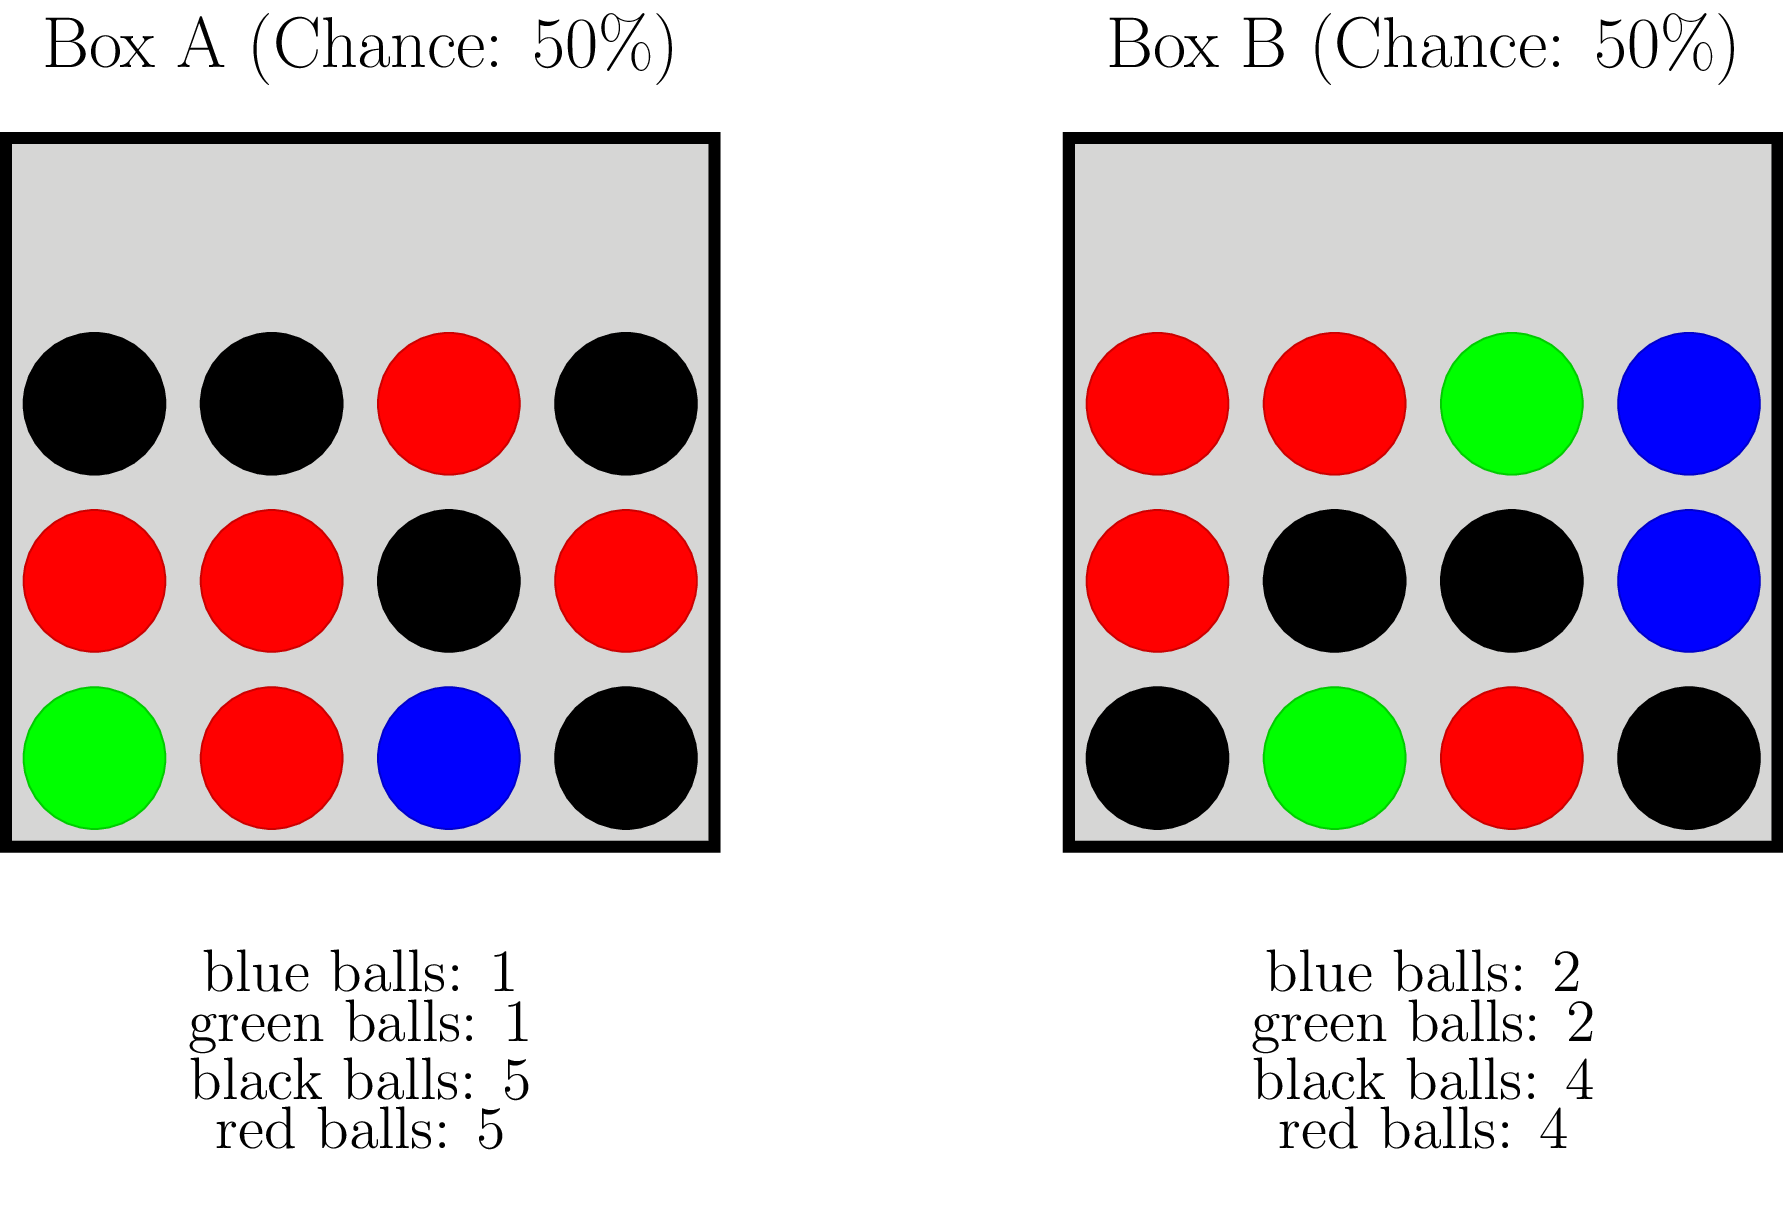 Box A (Chance: 50%)
Box B (Chance: 50%)
blue balls: 1
green balls: 1
black balls: 5
red balls: 5
blue balls: 2
green balls: 2
black balls: 4
red balls: 4